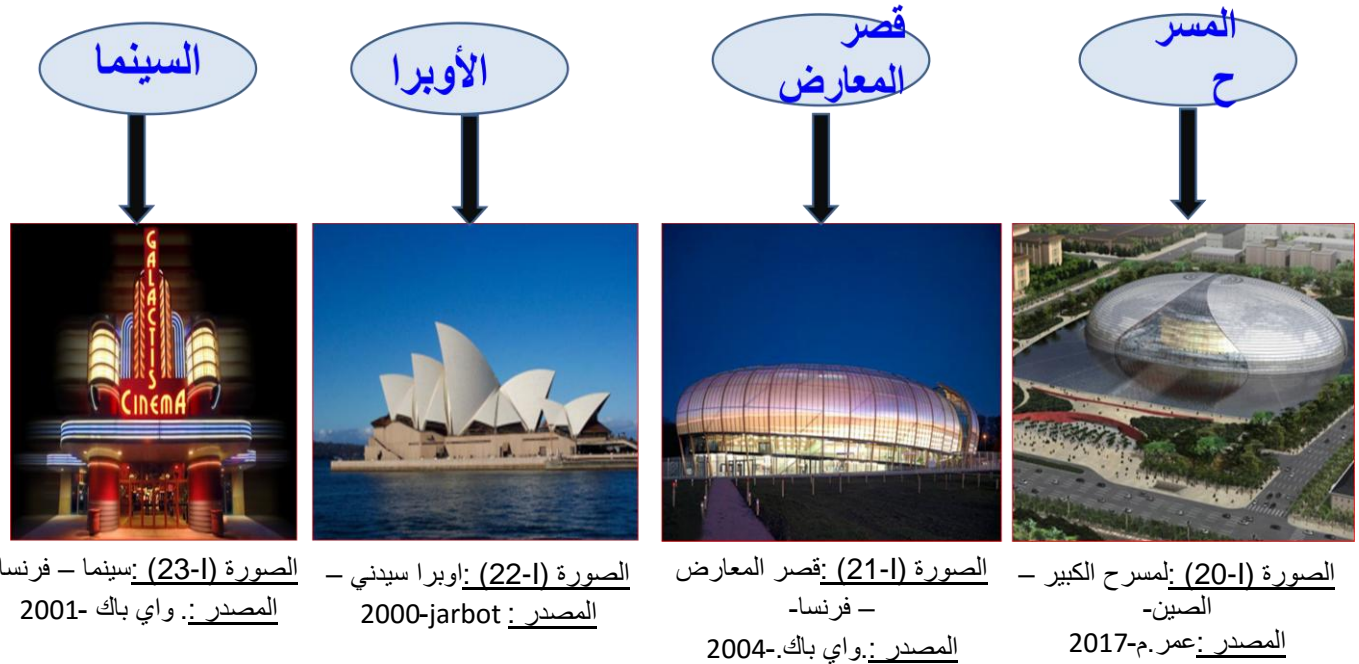 المسر
ح
قصر
المعارض
الأوبرا
السينما
GALACTIS
CINEMA
الصورة (I-20) :لمسرح الكبير –
الصين-
المصدر :عمر.م-2017
الصورة (I-21) :قصر المعارض
– فرنسا-
المصدر :.واي باك.-2004
الصورة (I-22) :اوبرا سيدني –
المصدر : jarbot-2000
الصورة (I-23) :سينما – فرنسا
المصدر :. واي باك -2001